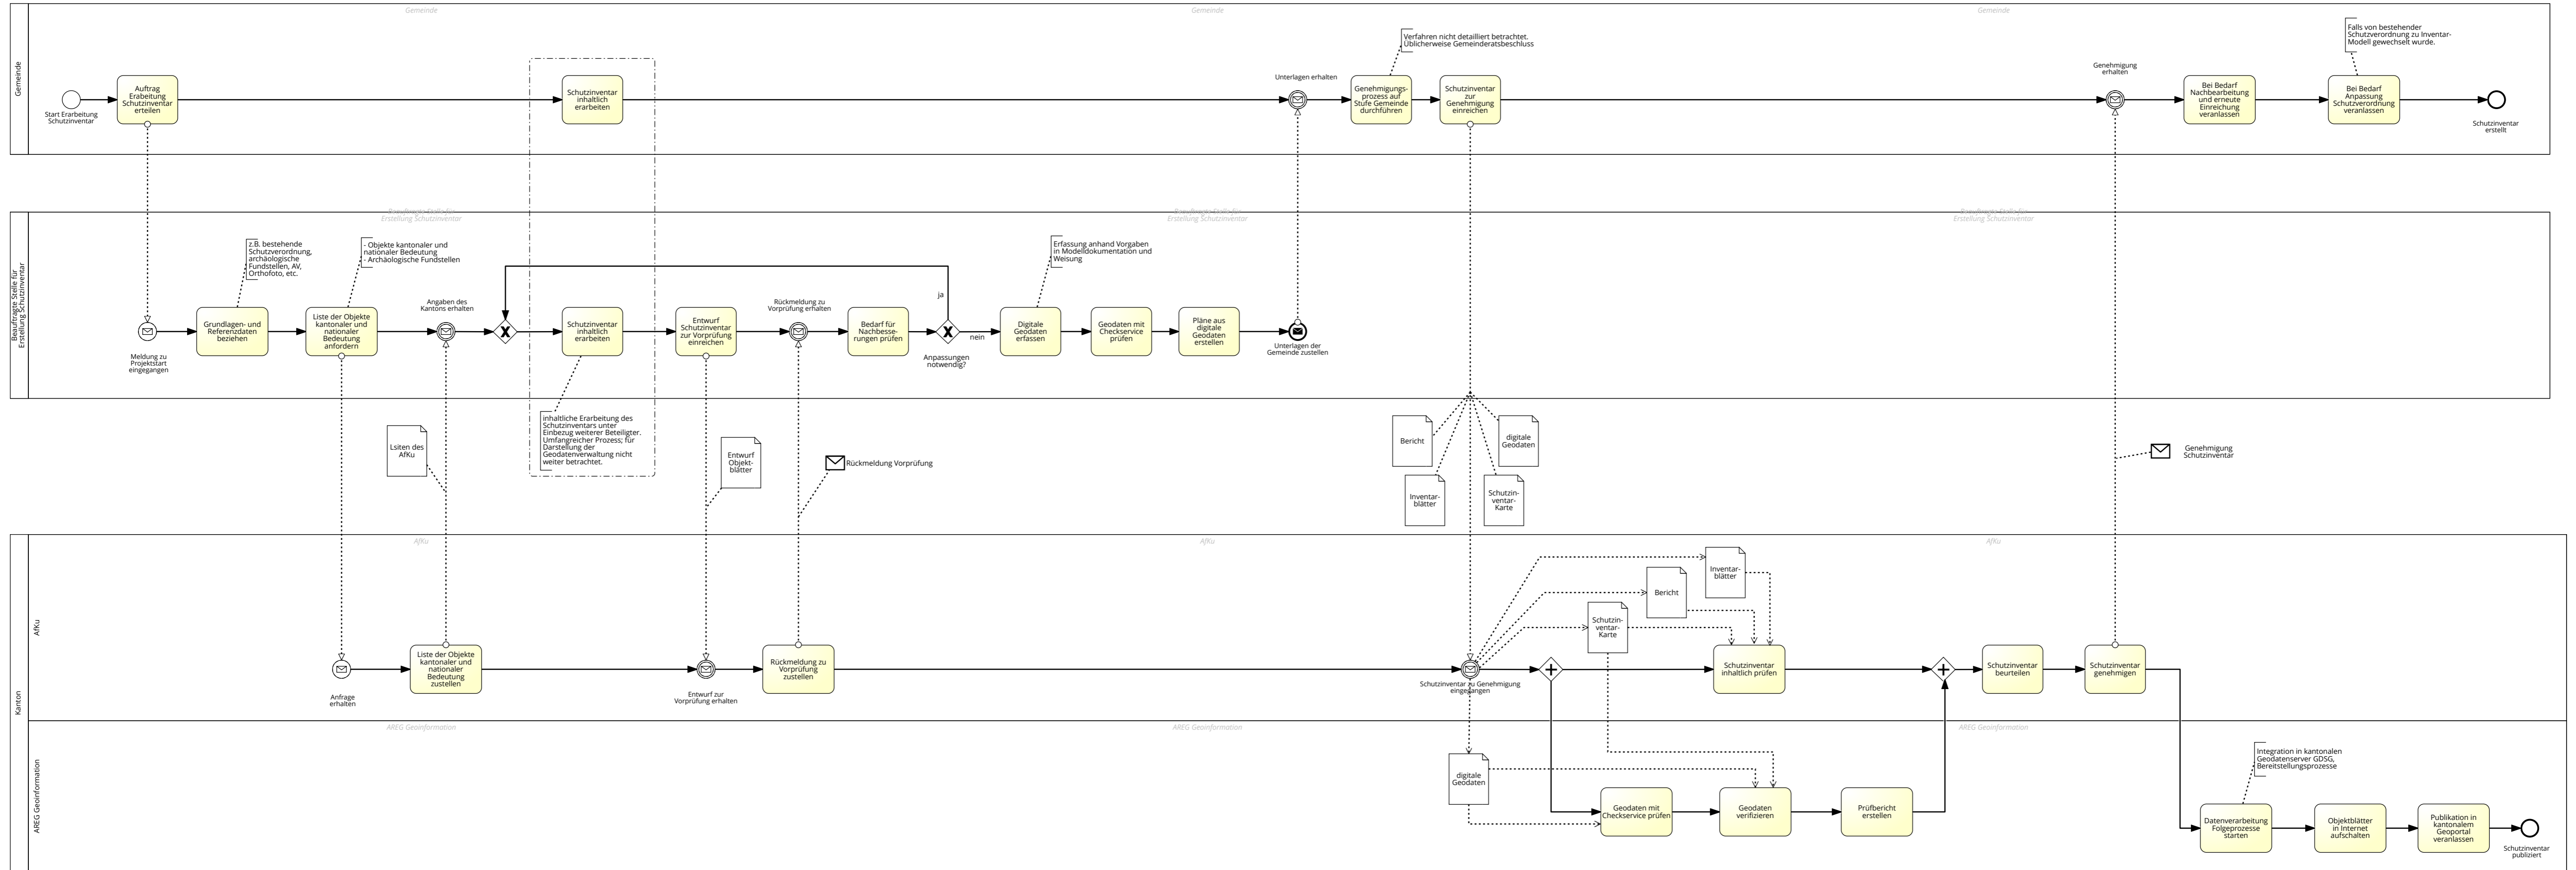 Gemeinde
Gemeinde
Gemeinde
Gemeinde
Start Erarbeitung
Schutzinventar
Auftrag
Erabeitung
Schutzinventar
erteilen
Schutzinventar
inhaltlich
erarbeiten
Unterlagen erhalten
Verfahren nicht detailliert betrachtet.
Üblicherweise Gemeinderatsbeschluss
Genehmigungs-
prozess auf
Stufe Gemeinde
durchführen
Schutzinventar
zur
Genehmigung
einreichen
Genehmigung
erhalten
Bei Bedarf
Nachbearbeitung
und erneute
Einreichung
veranlassen
Falls von bestehender
Schutzverordnung zu Inventar-
Modell gewechselt wurde.
Bei Bedarf
Anpassung
Schutzverordnung
veranlassen
Schutzinventar
erstellt
Beauftragte Stelle für
Erstellung Schutzinventar
Beauftragte Stelle für
Erstellung Schutzinventar
Beauftragte Stelle für
Erstellung Schutzinventar
Beauftragte Stelle für
Erstellung Schutzinventar
Meldung zu
Projektstart
eingegangen
z.B. bestehende
Schutzverordnung,
archäologische
Fundstellen, AV,
Orthofoto, etc.
Grundlagen- und
Referenzdaten
beziehen
- Objekte kantonaler und
nationaler Bedeutung
- Archäologische Fundstellen
Liste der Objekte
kantonaler und
nationaler
Bedeutung
anfordern
Angaben des
Kantons erhalten
Schutzinventar
inhaltlich
erarbeiten
Entwurf
Schutzinventar
zur Vorprüfung
einreichen
Rückmeldung zu
Vorprüfung erhalten
Bedarf für
Nachbesse-
rungen prüfen
ja
nein
Anpassungen
notwendig?
Erfassung anhand Vorgaben
in Modelldokumentation und
Weisung
Digitale
Geodaten
erfassen
Geodaten mit
Checkservice
prüfen
Pläne aus
digitale
Geodaten
erstellen
Unterlagen der
Gemeinde zustellen
Lsiten des
AfKu
inhaltliche Erarbeitung des
Schutzinventars unter
Einbezug weiterer Beteiligter.
Umfangreicher Prozess; für
Darstellung der
Geodatenverwaltung nicht
weiter betrachtet.
Entwurf
Objekt-
blätter
Rückmeldung Vorprüfung
Bericht
digitale
Geodaten
Inventar-
blätter
Schutzin-
ventar-
Karte
Genehmigung
Schutzinventar
Kanton
AfKu
AfKu
AfKu
AfKu
Anfrage
erhalten
Liste der Objekte
kantonaler und
nationaler
Bedeutung
zustellen
Entwurf zur
Vorprüfung erhalten
Rückmeldung zu
Vorprüfung
zustellen
Schutzinventar zu Genehmigung
eingegangen
Inventar-
blätter
Bericht
Schutzin-
ventar-
Karte
Schutzinventar
inhaltlich prüfen
Schutzinventar
beurteilen
Schutzinventar
genehmigen
AREG Geoinformation
AREG Geoinformation
AREG Geoinformation
AREG Geoinformation
digitale
Geodaten
Geodaten mit
Checkservice prüfen
Geodaten
verifizieren
Prüfbericht
erstellen
Integration in kantonalen
Geodatenserver GDSG,
Bereitstellungsprozesse
Datenverarbeitung
Folgeprozesse
starten
Objektblätter
in Internet
aufschalten
Publikation in
kantonalem
Geoportal
veranlassen
Schutzinventar
publiziert